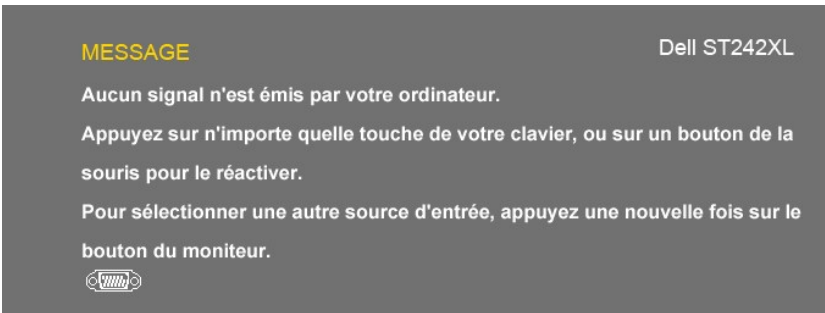 MESSAGE
Dell ST242XL
Aucun signal n'est émis par votre ordinateur.
Appuyez sur n'importe quelle touche de votre clavier, ou sur un bouton de la
souris pour le réactiver.
Pour sélectionner une autre source d'entrée, appuyez une nouvelle fois sur le
bouton du moniteur.